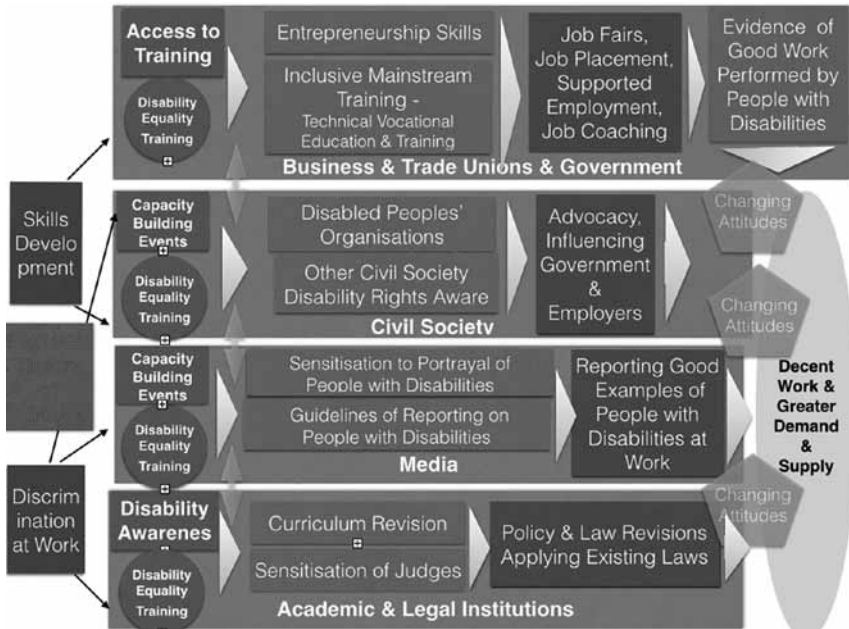 Access to
Training
Disability
Equality
Training
Entrepreneurship Skills
Inclusive Mainstream
Training -
Technical Vocational
Education & Training
Job Fairs,
Job Placement,
Supported
Employment,
Job Coaching
Evidence of
Good Work
Performed by
People with
Disabilities
Business & Trade Unions & Government
Skills
Develop
ment
Capacity
Building
Events
Disability
Equality
Training
Disabled Peoples'
Organisations
Other Civil Society
Disability Rights Aware
Advocacy,
Influencing
Government
&
Employers
Changing
Attitudes
Changing
Attitudes
Civil Society
Capacity
Building
Events
Disability
Equality
Training
Sensitisation to Portrayal of
People with Disabilities
Guidelines of Reporting on
People with Disabilities
Reporting Good
Examples of
People with
Disabilities at
Work
Media
Decent
Work &
Greater
Demand
&
Supply
Discrim
ination
at Work
Disability
Awarenes
Disability
Equality
Training
Curriculum Revision
Sensitisation of Judges
Policy & Law Revisions
Applying Existing Laws
Changing
Attitudes
Academic & Legal Institutions